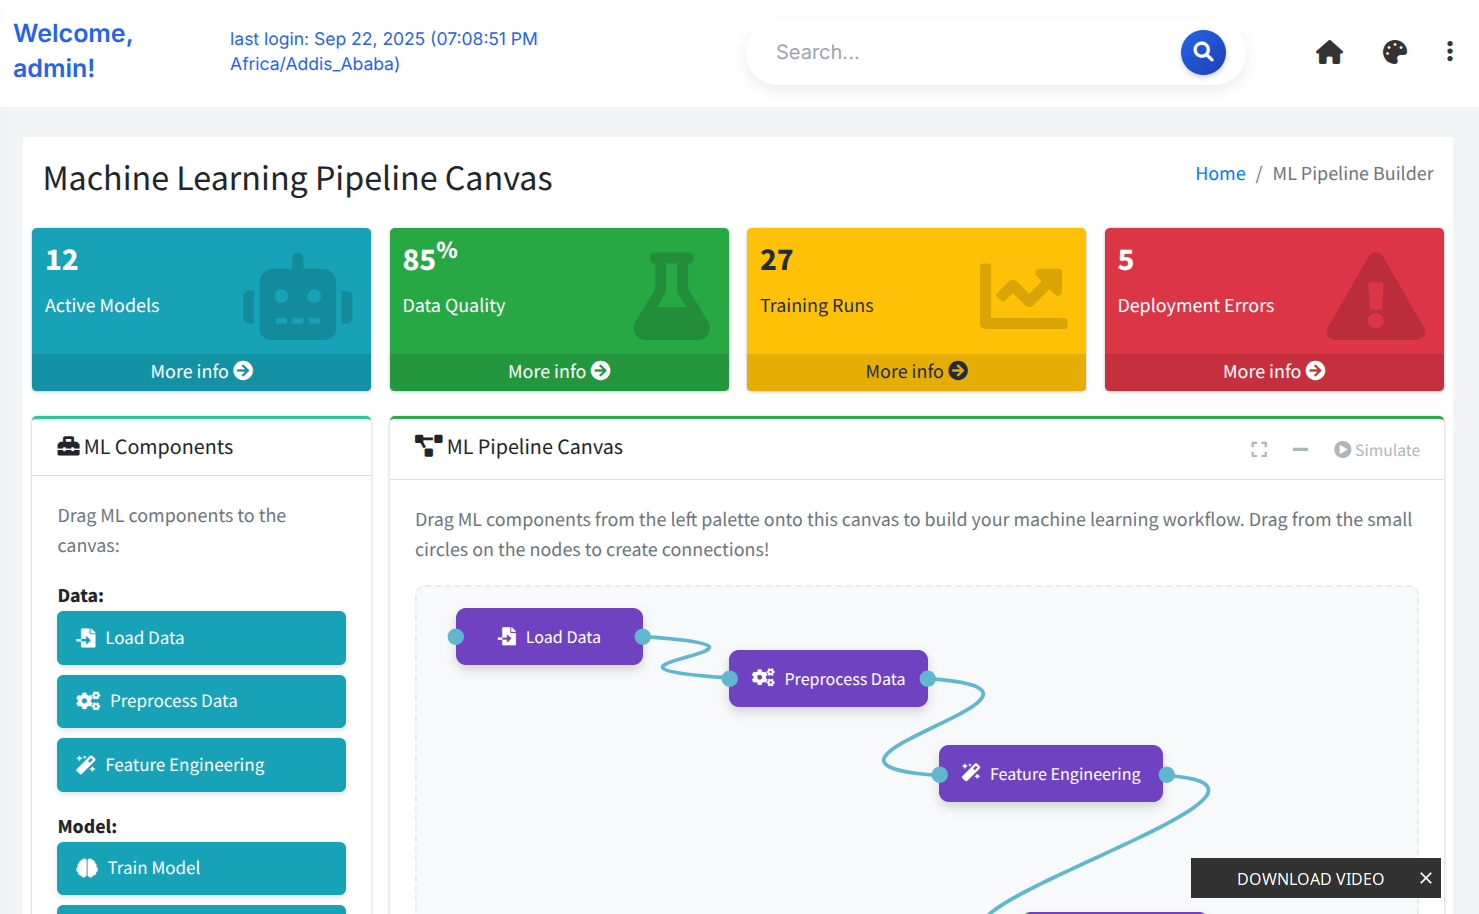 Welcome,
admin!
last login: Sep 22, 2025 (07:08:51 PM
Africa/Addis_Ababa)
Search...
Machine Learning Pipeline Canvas
Home / ML Pipeline Builder
12
Active Models
More info
85%
Data Quality
More info
27
Training Runs
More info
5
Deployment Errors
More info
ML Components
Drag ML components to the
canvas:
Data:
Load Data
Preprocess Data
Feature Engineering
Model:
Train Model
ML Pipeline Canvas
Simulate
Drag ML components from the left palette onto this canvas to build your machine learning workflow. Drag from the small
circles on the nodes to create connections!
Load Data
Preprocess Data
Feature Engineering
DOWNLOAD VIDEO